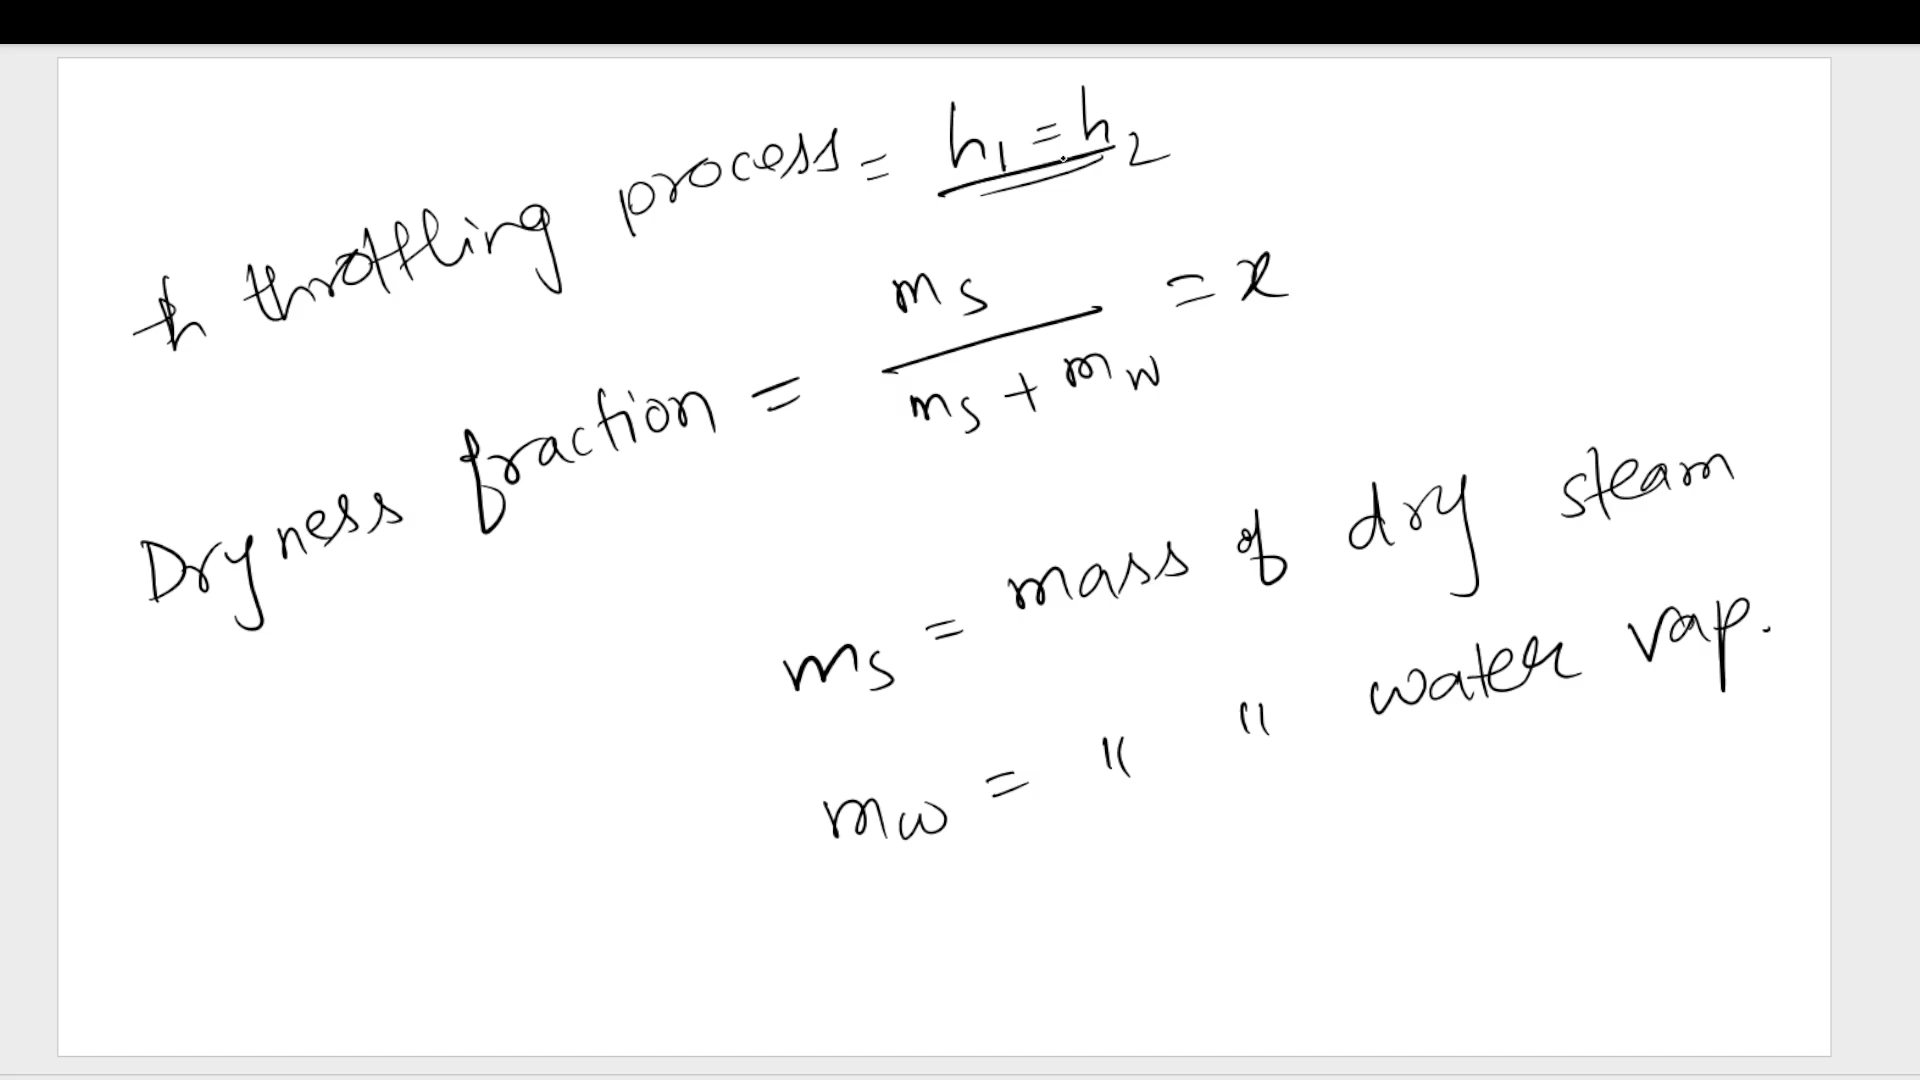 throttling process = h₁ = h₂
Dryness fraction = ms / ms + mw = x
ms = mass of dry steam
mw = " " water vap.